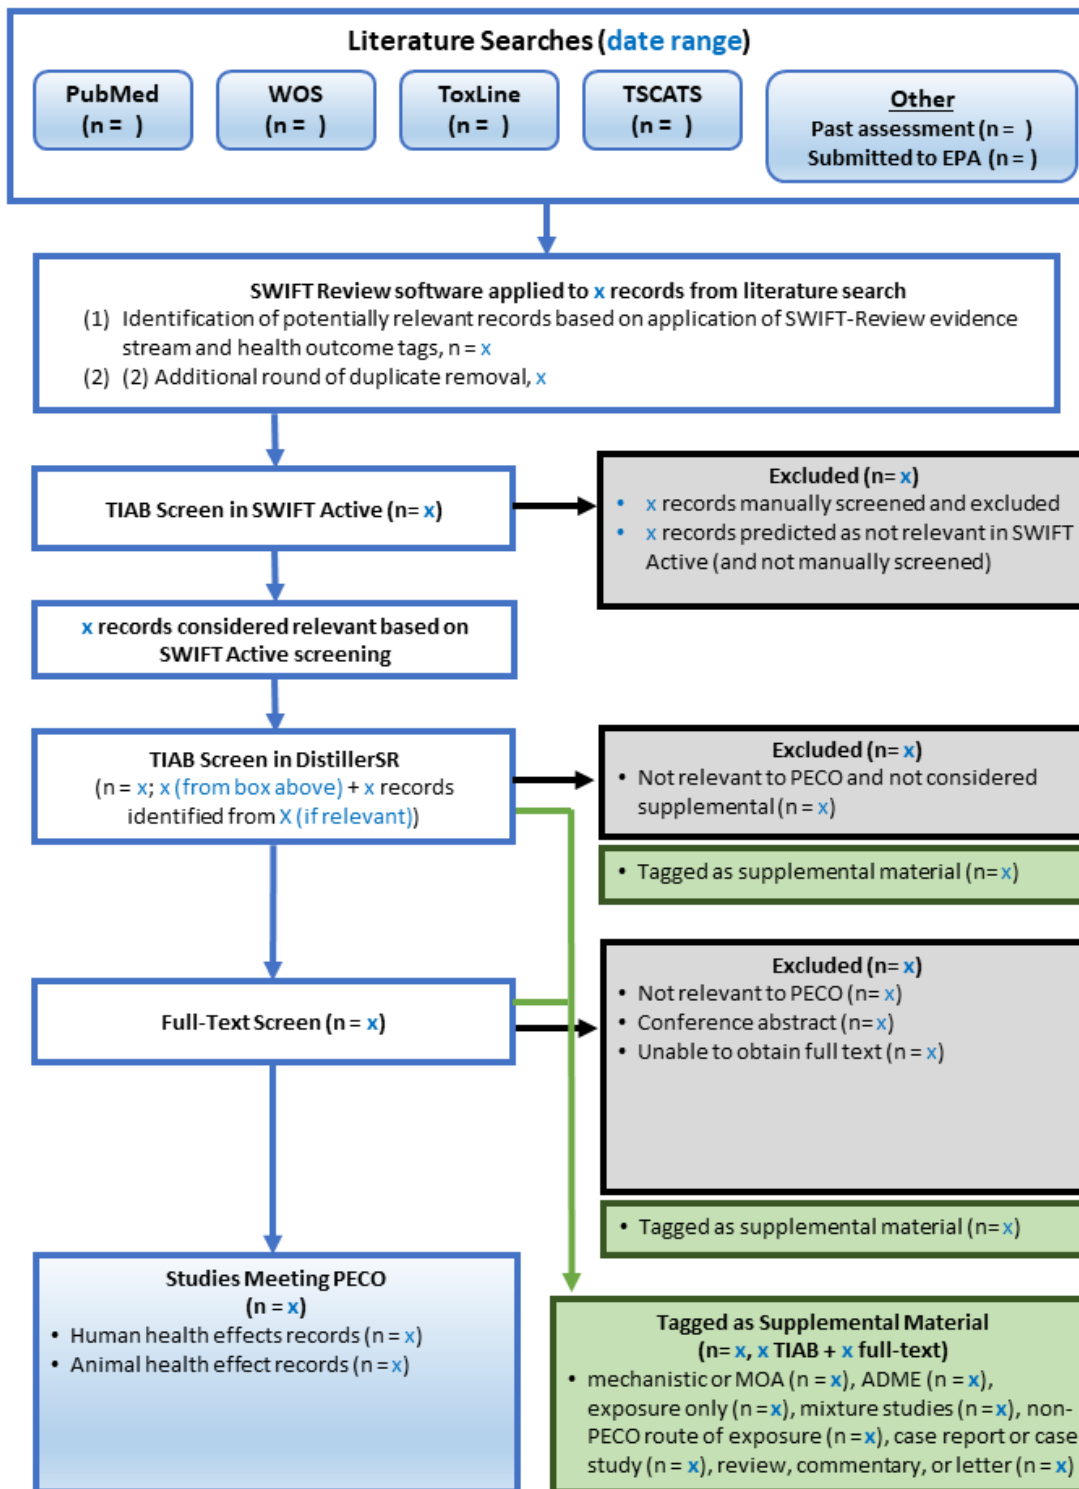 Literature Searches (date range)
PubMed
(n =  )
WOS
(n =  )
ToxLine
(n =  )
TSCATS
(n =  )
Other
Past assessment (n =  )
Submitted to EPA (n = )
SWIFT Review software applied to x records from literature search
(1) Identification of potentially relevant records based on application of SWIFT-Review evidence
stream and health outcome tags, n = x
(2) (2) Additional round of duplicate removal, x
TIAB Screen in SWIFT Active (n= x)
Excluded (n= x)
• x records manually screened and excluded
• x records predicted as not relevant in SWIFT
Active (and not manually screened)
x records considered relevant based on
SWIFT Active screening
TIAB Screen in DistillerSR
(n = x; x (from box above) + x records
identified from X (if relevant))
Excluded (n= x)
• Not relevant to PECO and not considered
supplemental (n = x)
• Tagged as supplemental material (n= x)
Full-Text Screen (n = x)
Excluded (n= x)
• Not relevant to PECO (n= x)
• Conference abstract (n= x)
• Unable to obtain full text (n = x)
• Tagged as supplemental material (n= x)
Studies Meeting PECO
(n = x)
• Human health effects records (n = x)
• Animal health effect records (n = x)
Tagged as Supplemental Material
(n= x, x TIAB + x full-text)
• mechanistic or MOA (n = x), ADME (n = x),
exposure only (n = x), mixture studies (n = x), non-
PECO route of exposure (n = x), case report or case
study (n = x), review, commentary, or letter (n = x)